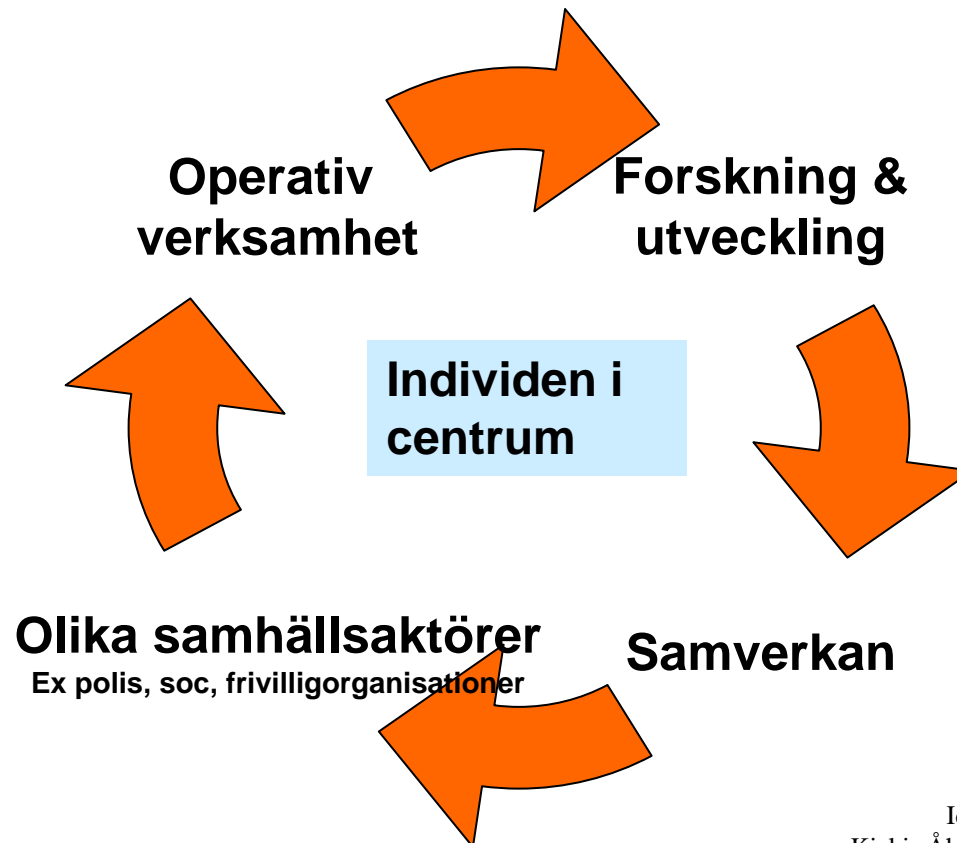 Operativ
verksamhet
Forskning &
utveckling
Individen i
centrum
Olika samhällsaktörer
Ex polis, soc, frivilligorganisationer
Samverkan